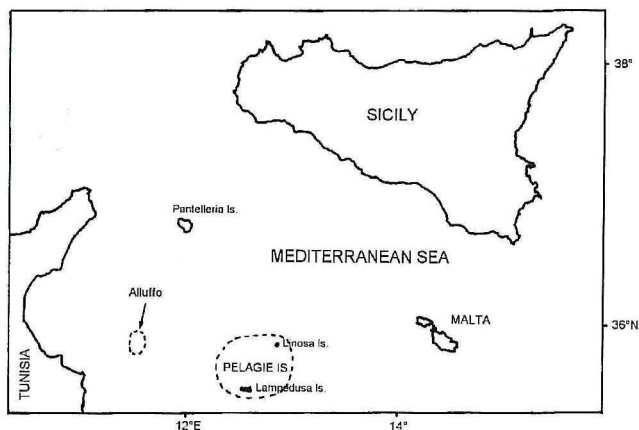 38°
SICILY
Pantelleria Is.
MEDITERRANEAN SEA
Alluffo
MALTA
36°N
Linosa Is.
PELAGIE IS
Lampedusa Is.
TUNISIA
12°E
14°